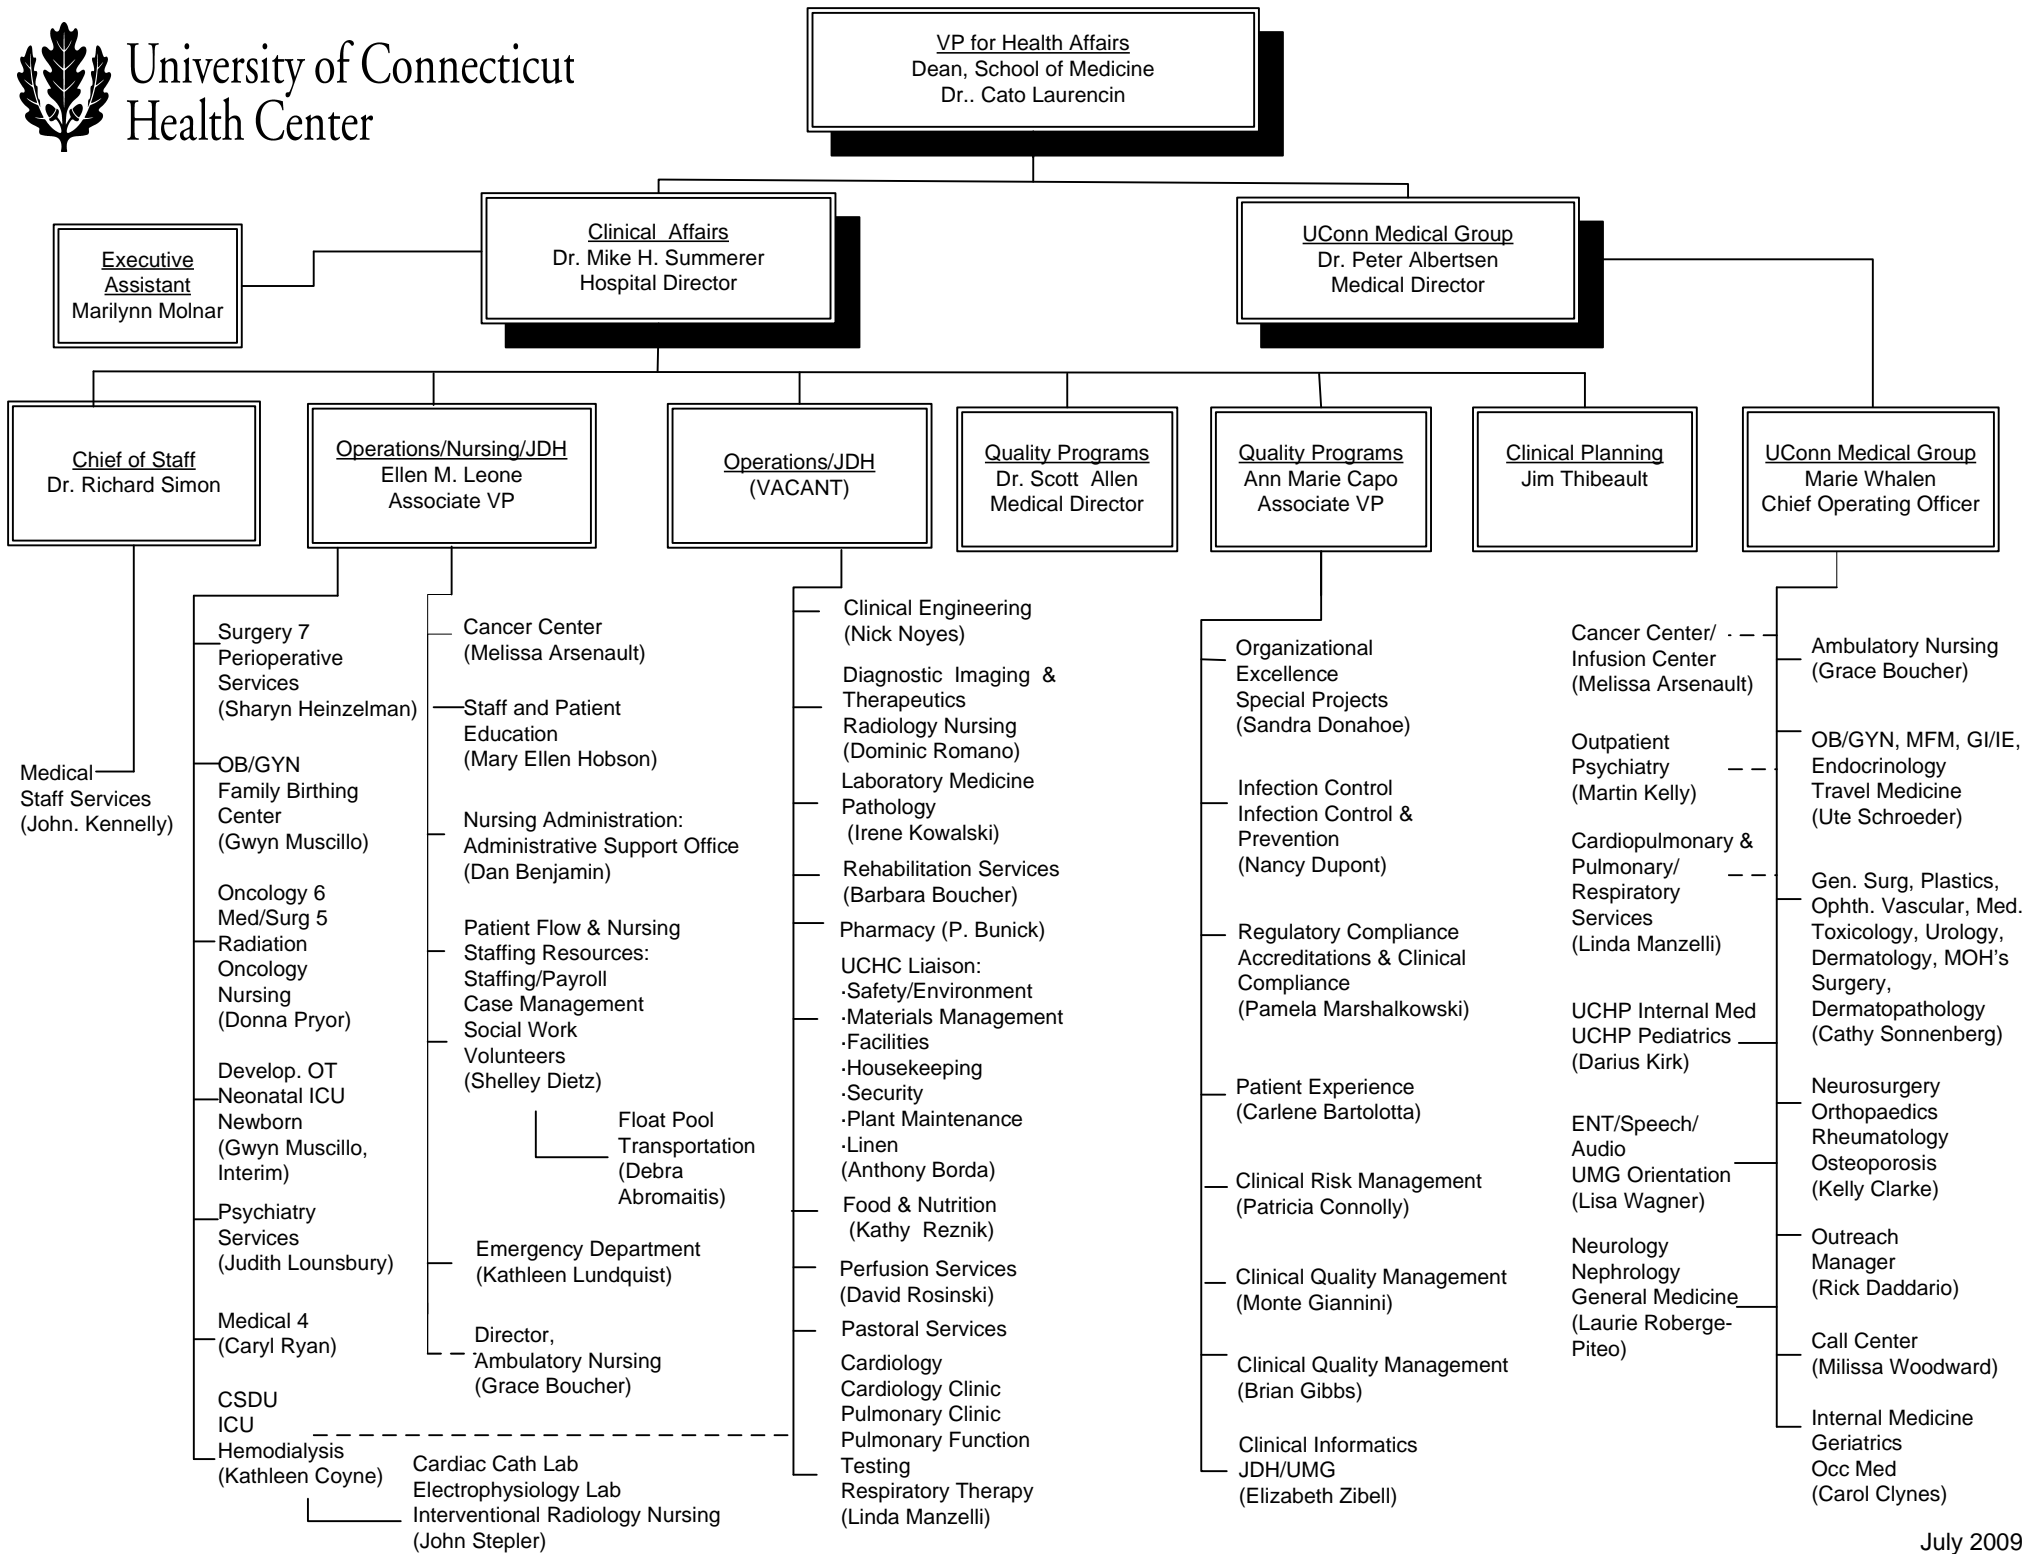 University of Connecticut
Health Center
VP for Health Affairs
Dean, School of Medicine
Dr.. Cato Laurencin
Executive
Assistant
Marilynn Molnar
Clinical Affairs
Dr. Mike H. Summerer
Hospital Director
UConn Medical Group
Dr. Peter Albertsen
Medical Director
Chief of Staff
Dr. Richard Simon
Operations/Nursing/JDH
Ellen M. Leone
Associate VP
Operations/JDH
(VACANT)
Quality Programs
Dr. Scott Allen
Medical Director
Quality Programs
Ann Marie Capo
Associate VP
Clinical Planning
Jim Thibeault
UConn Medical Group
Marie Whalen
Chief Operating Officer
Medical
Staff Services
(John. Kennelly)
Surgery 7
Perioperative
Services
(Sharyn Heinzelman)
OB/GYN
Family Birthing
Center
(Gwyn Muscillo)
Oncology 6
Med/Surg 5
Radiation
Oncology
Nursing
(Donna Pryor)
Develop. OT
Neonatal ICU
Newborn
(Gwyn Muscillo,
Interim)
Psychiatry
Services
(Judith Lounsbury)
Medical 4
(Caryl Ryan)
CSDU
ICU
Hemodialysis
(Kathleen Coyne)
Cardiac Cath Lab
Electrophysiology Lab
Interventional Radiology Nursing
(John Stepler)
Cancer Center
(Melissa Arsenault)
Staff and Patient
Education
(Mary Ellen Hobson)
Nursing Administration:
Administrative Support Office
(Dan Benjamin)
Patient Flow & Nursing
Staffing Resources:
Staffing/Payroll
Case Management
Social Work
Volunteers
(Shelley Dietz)
Float Pool
Transportation
(Debra
Abromaitis)
Emergency Department
(Kathleen Lundquist)
Director,
Ambulatory Nursing
(Grace Boucher)
Clinical Engineering
(Nick Noyes)
Diagnostic Imaging &
Therapeutics
Radiology Nursing
(Dominic Romano)
Laboratory Medicine
Pathology
(Irene Kowalski)
Rehabilitation Services
(Barbara Boucher)
Pharmacy (P. Bunick)
UCHC Liaison:
·Safety/Environment
·Materials Management
·Facilities
·Housekeeping
·Security
·Plant Maintenance
·Linen
(Anthony Borda)
Food & Nutrition
(Kathy Reznik)
Perfusion Services
(David Rosinski)
Pastoral Services
Cardiology
Cardiology Clinic
Pulmonary Clinic
Pulmonary Function
Testing
Respiratory Therapy
(Linda Manzelli)
Organizational
Excellence
Special Projects
(Sandra Donahoe)
Infection Control
Infection Control &
Prevention
(Nancy Dupont)
Regulatory Compliance
Accreditations & Clinical
Compliance
(Pamela Marshalkowski)
Patient Experience
(Carlene Bartolotta)
Clinical Risk Management
(Patricia Connolly)
Clinical Quality Management
(Monte Giannini)
Clinical Quality Management
(Brian Gibbs)
Clinical Informatics
JDH/UMG
(Elizabeth Zibell)
Cancer Center/
Infusion Center
(Melissa Arsenault)
Outpatient
Psychiatry
(Martin Kelly)
Cardiopulmonary &
Pulmonary/
Respiratory
Services
(Linda Manzelli)
UCHP Internal Med
UCHP Pediatrics
(Darius Kirk)
ENT/Speech/
Audio
UMG Orientation
(Lisa Wagner)
Neurology
Nephrology
General Medicine
(Laurie Roberge-
Piteo)
Ambulatory Nursing
(Grace Boucher)
OB/GYN, MFM, GI/IE,
Endocrinology
Travel Medicine
(Ute Schroeder)
Gen. Surg, Plastics,
Ophth. Vascular, Med.
Toxicology, Urology,
Dermatology, MOH's
Surgery,
Dermatopathology
(Cathy Sonnenberg)
Neurosurgery
Orthopaedics
Rheumatology
Osteoporosis
(Kelly Clarke)
Outreach
Manager
(Rick Daddario)
Call Center
(Milissa Woodward)
Internal Medicine
Geriatrics
Occ Med
(Carol Clynes)
July 2009